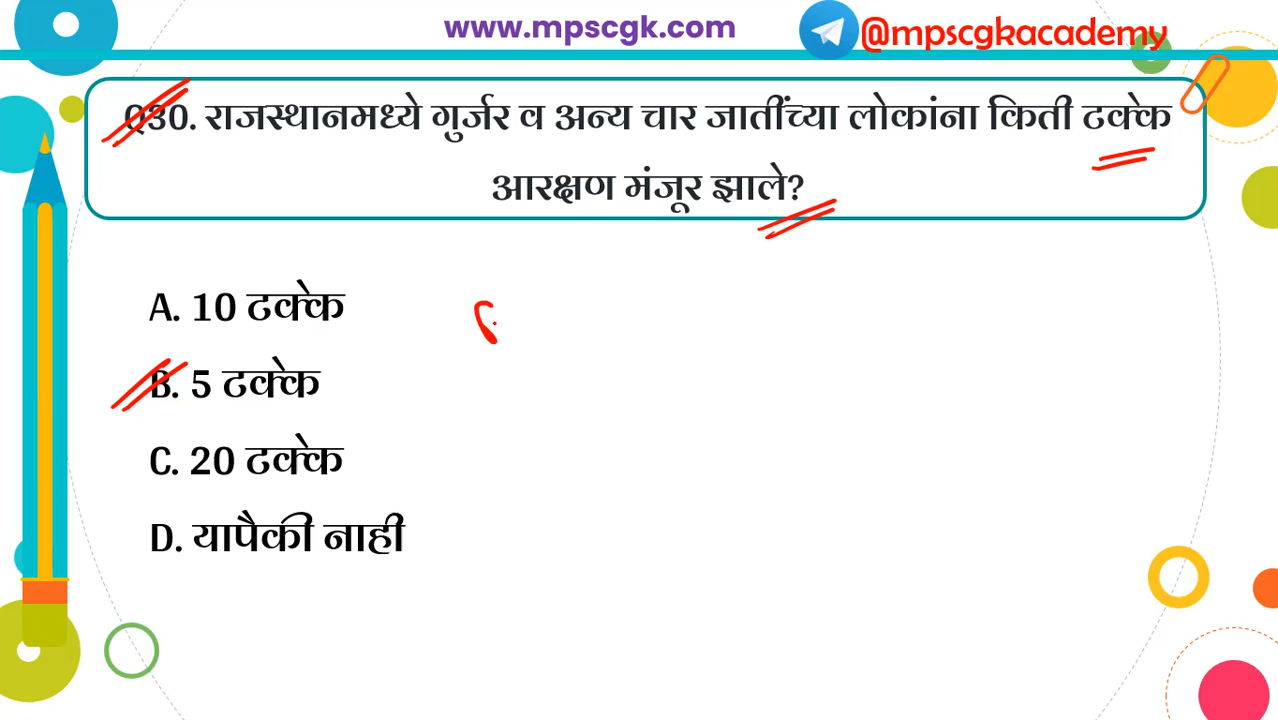 www.mpscgk.com
@mpscgkacademy
Q30. राजस्थानमध्ये गुर्जर व अन्य चार जातींच्या लोकांना किती टक्के
आरक्षण मंजूर झाले?
A. 10 टक्के
B. 5 टक्के
C. 20 टक्के
D. यापैकी नाही